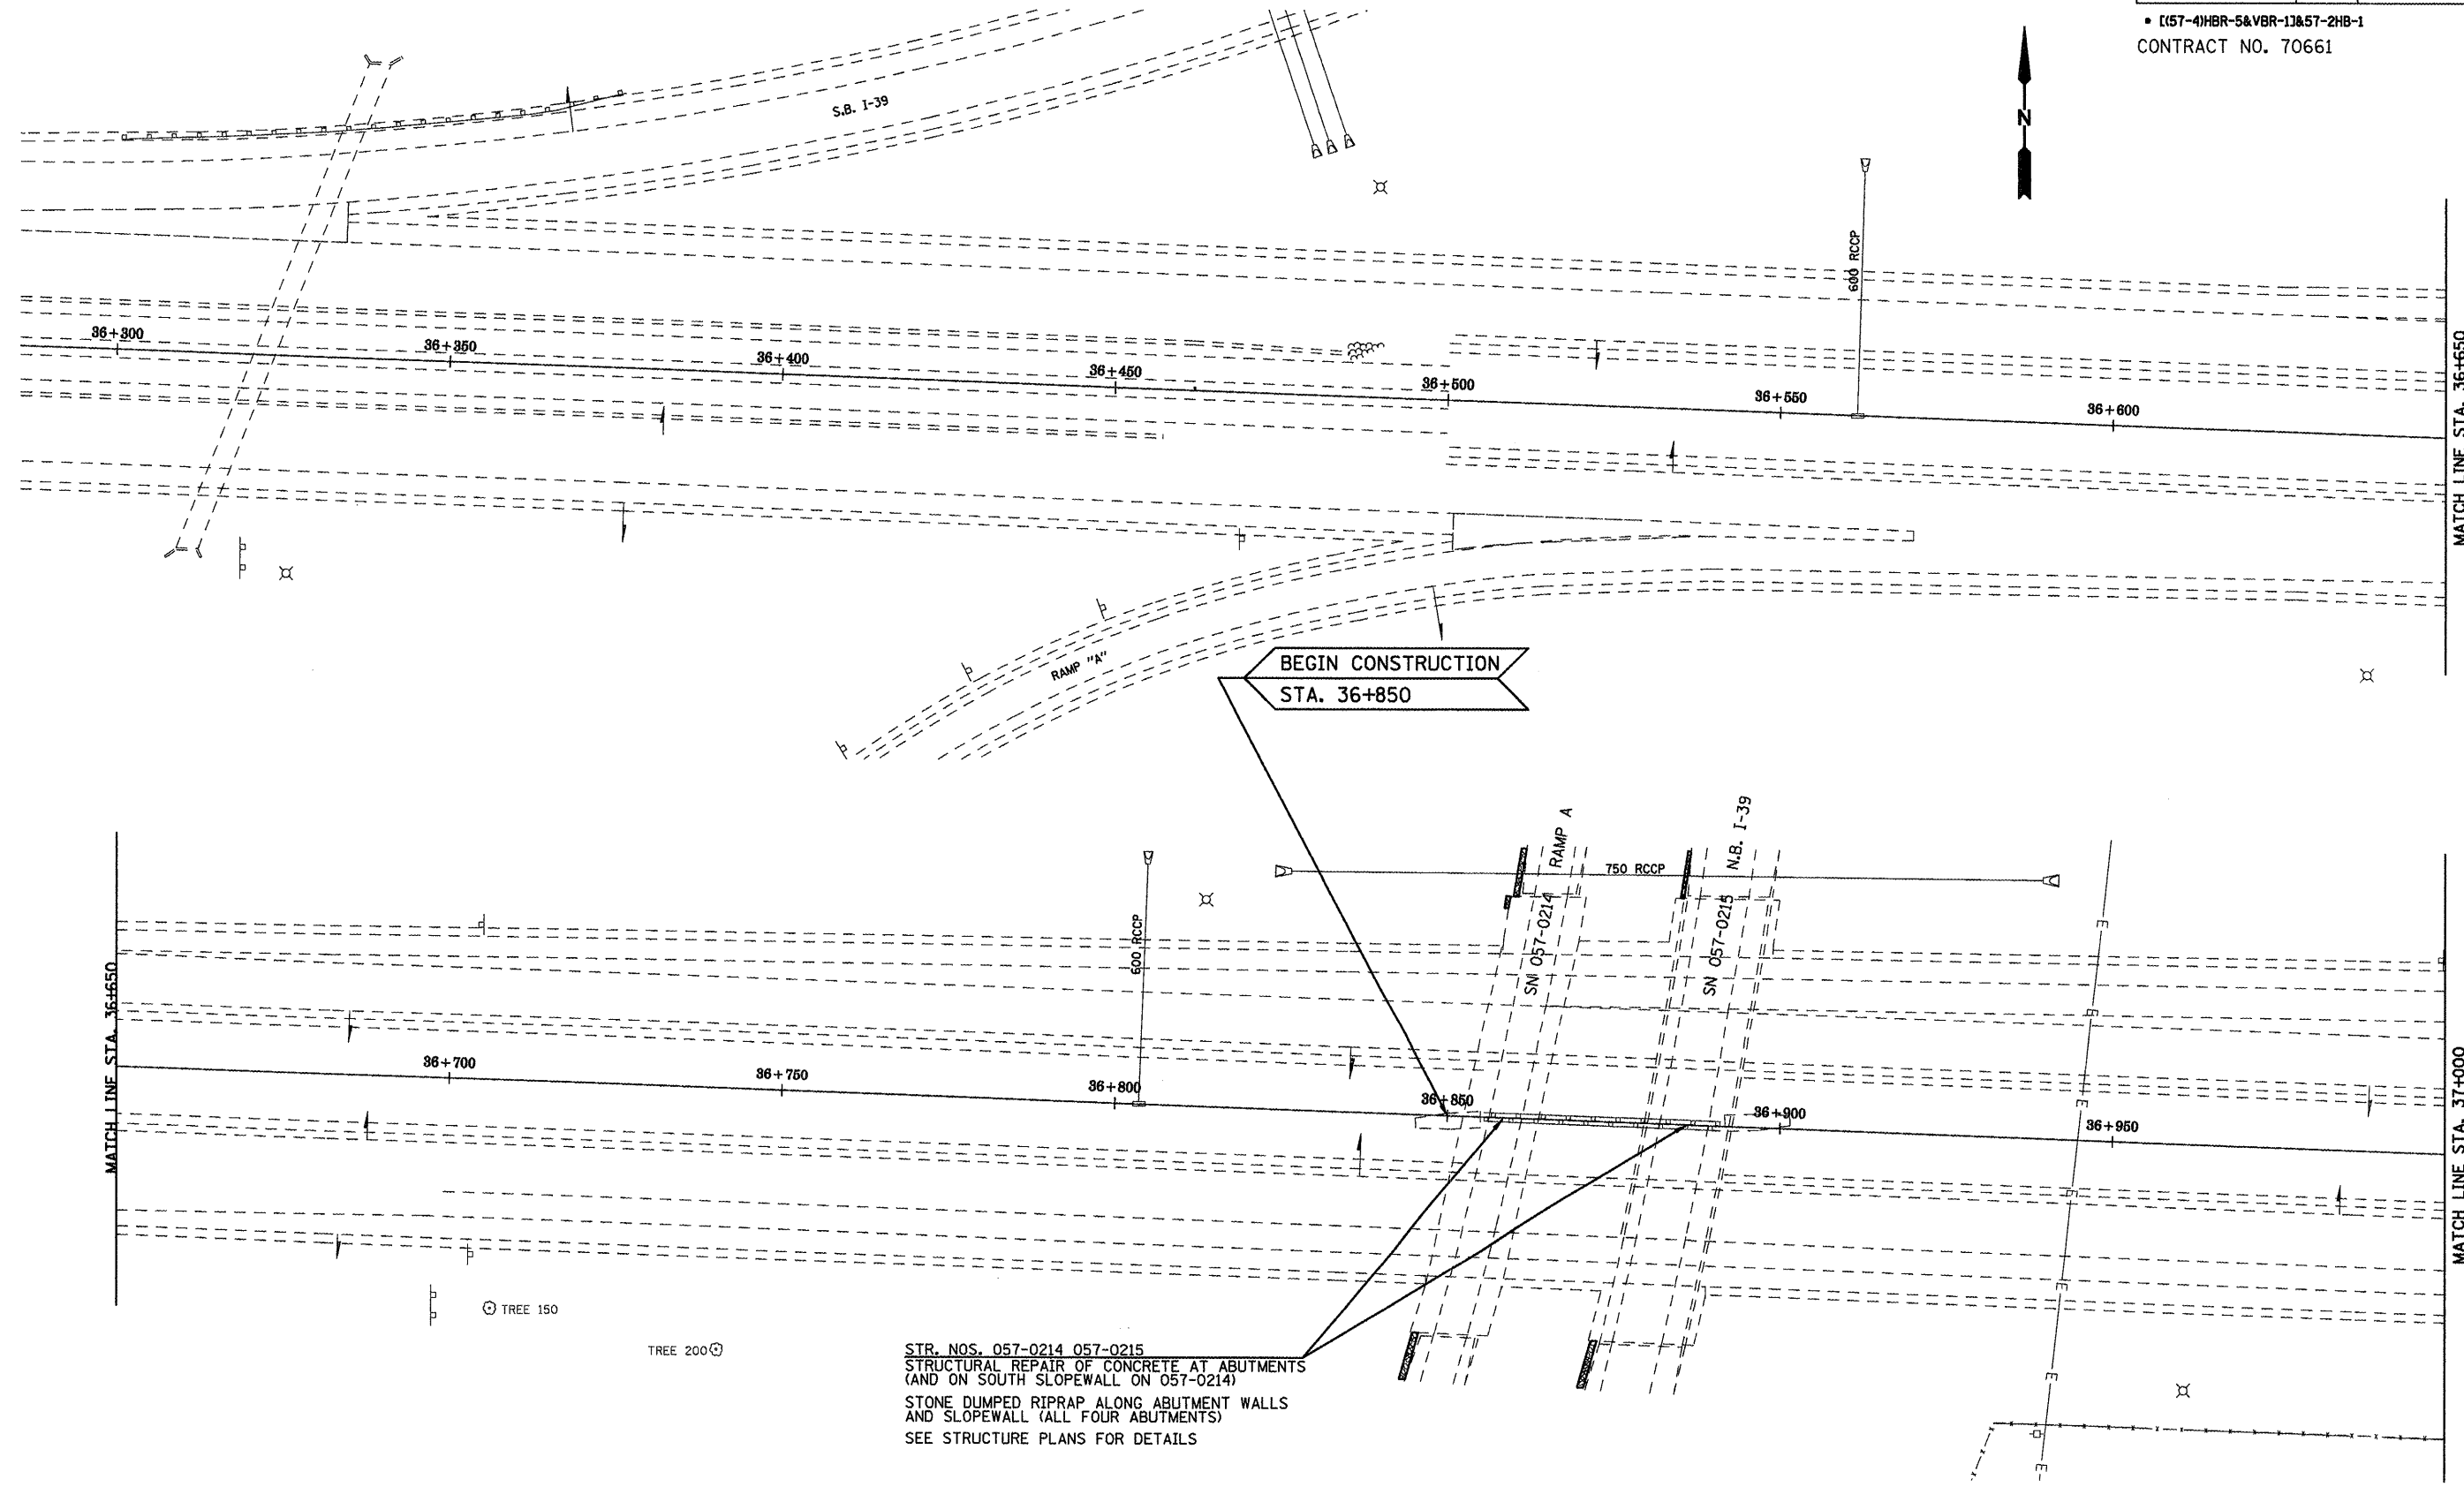 • [(57-4)HBR-5&VBR-1]&57-2HB-1
CONTRACT NO. 70661
S.B. I-39
N
600 RCCP
36+300
36+350
36+400
36+450
36+500
36+550
36+600
MATCH LINE STA. 36+650
RAMP "A"
BEGIN CONSTRUCTION
STA. 36+850
RAMP A
N.B. I-39
750 RCCP
600 RCCP
SN 057-0214
SN 057-0215
MATCH LINE STA. 36+650
36+700
36+750
36+800
36+850
36+900
36+950
MATCH LINE STA. 37+000
E
E
E
E
E
E
E
TREE 150
TREE 200
STR. NOS. 057-0214 057-0215
STRUCTURAL REPAIR OF CONCRETE AT ABUTMENTS
(AND ON SOUTH SLOPEWALL ON 057-0214)
STONE DUMPED RIPRAP ALONG ABUTMENT WALLS
AND SLOPEWALL (ALL FOUR ABUTMENTS)
SEE STRUCTURE PLANS FOR DETAILS